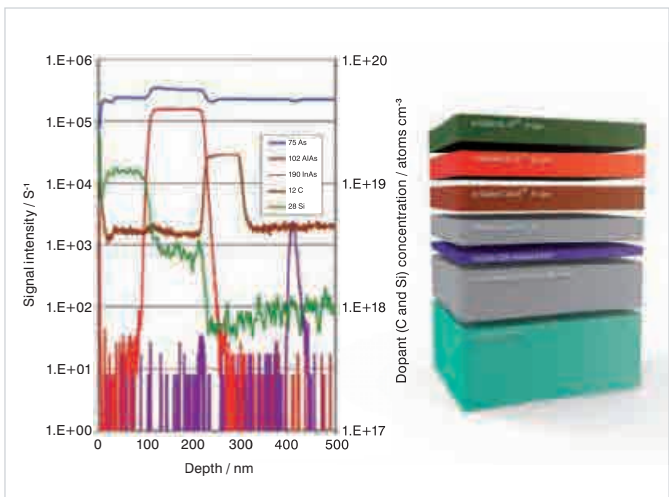 1.E+06
1.E+05
1.E+04
1.E+03
1.E+02
1.E+01
1.E+00
Signal intensity / S-1
0 100 200 300 400 500
Depth / nm
75 As
102 AlAs
190 InAs
12 C
28 Si
1.E+20
1.E+19
1.E+18
1.E+17
Dopant (C and Si) concentration / atoms cm-3